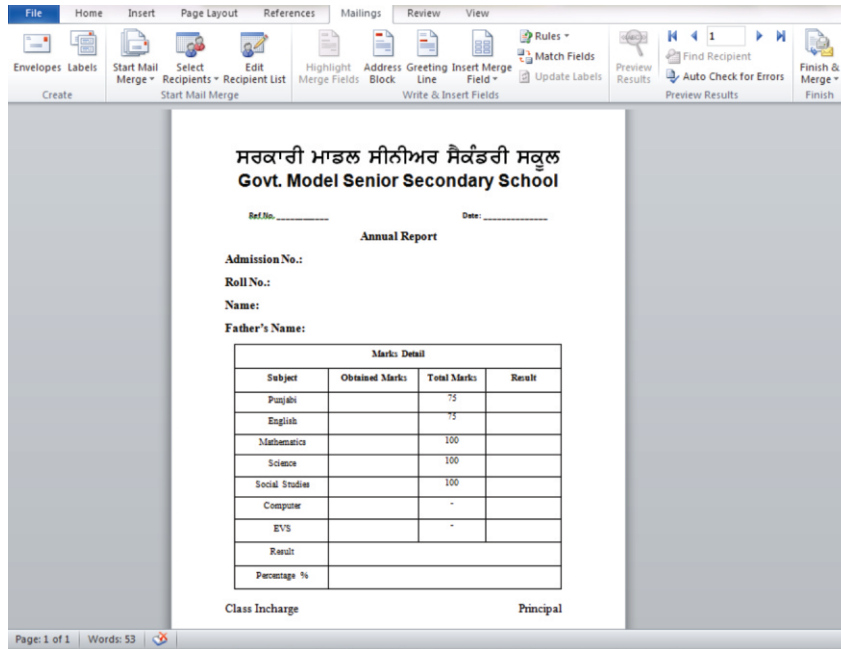 File Home Insert Page Layout References Mailings Review View
Envelopes Labels Start Mail Merge Select Recipients Edit Recipient List Highlight Merge Fields Address Block Greeting Line Insert Merge Field Rules Match Fields Update Labels Preview Results 1 Find Recipient Auto Check for Errors Finish & Merge
Create Start Mail Merge Write & Insert Fields Preview Results Finish
ਸਰਕਾਰੀ ਮਾਡਲ ਸੀਨੀਅਰ ਸੈਕੰਡਰੀ ਸਕੂਲ
Govt. Model Senior Secondary School
Ref.No. ____________ Date: ______________
Annual Report
Admission No.:
Roll No.:
Name:
Father's Name:
Marks Detail
Subject Obtained Marks Total Marks Result
Punjabi 75
English 75
Mathematics 100
Science 100
Social Studies 100
Computer -
EVS -
Result
Percentage %
Class Incharge Principal
Page: 1 of 1 Words: 53